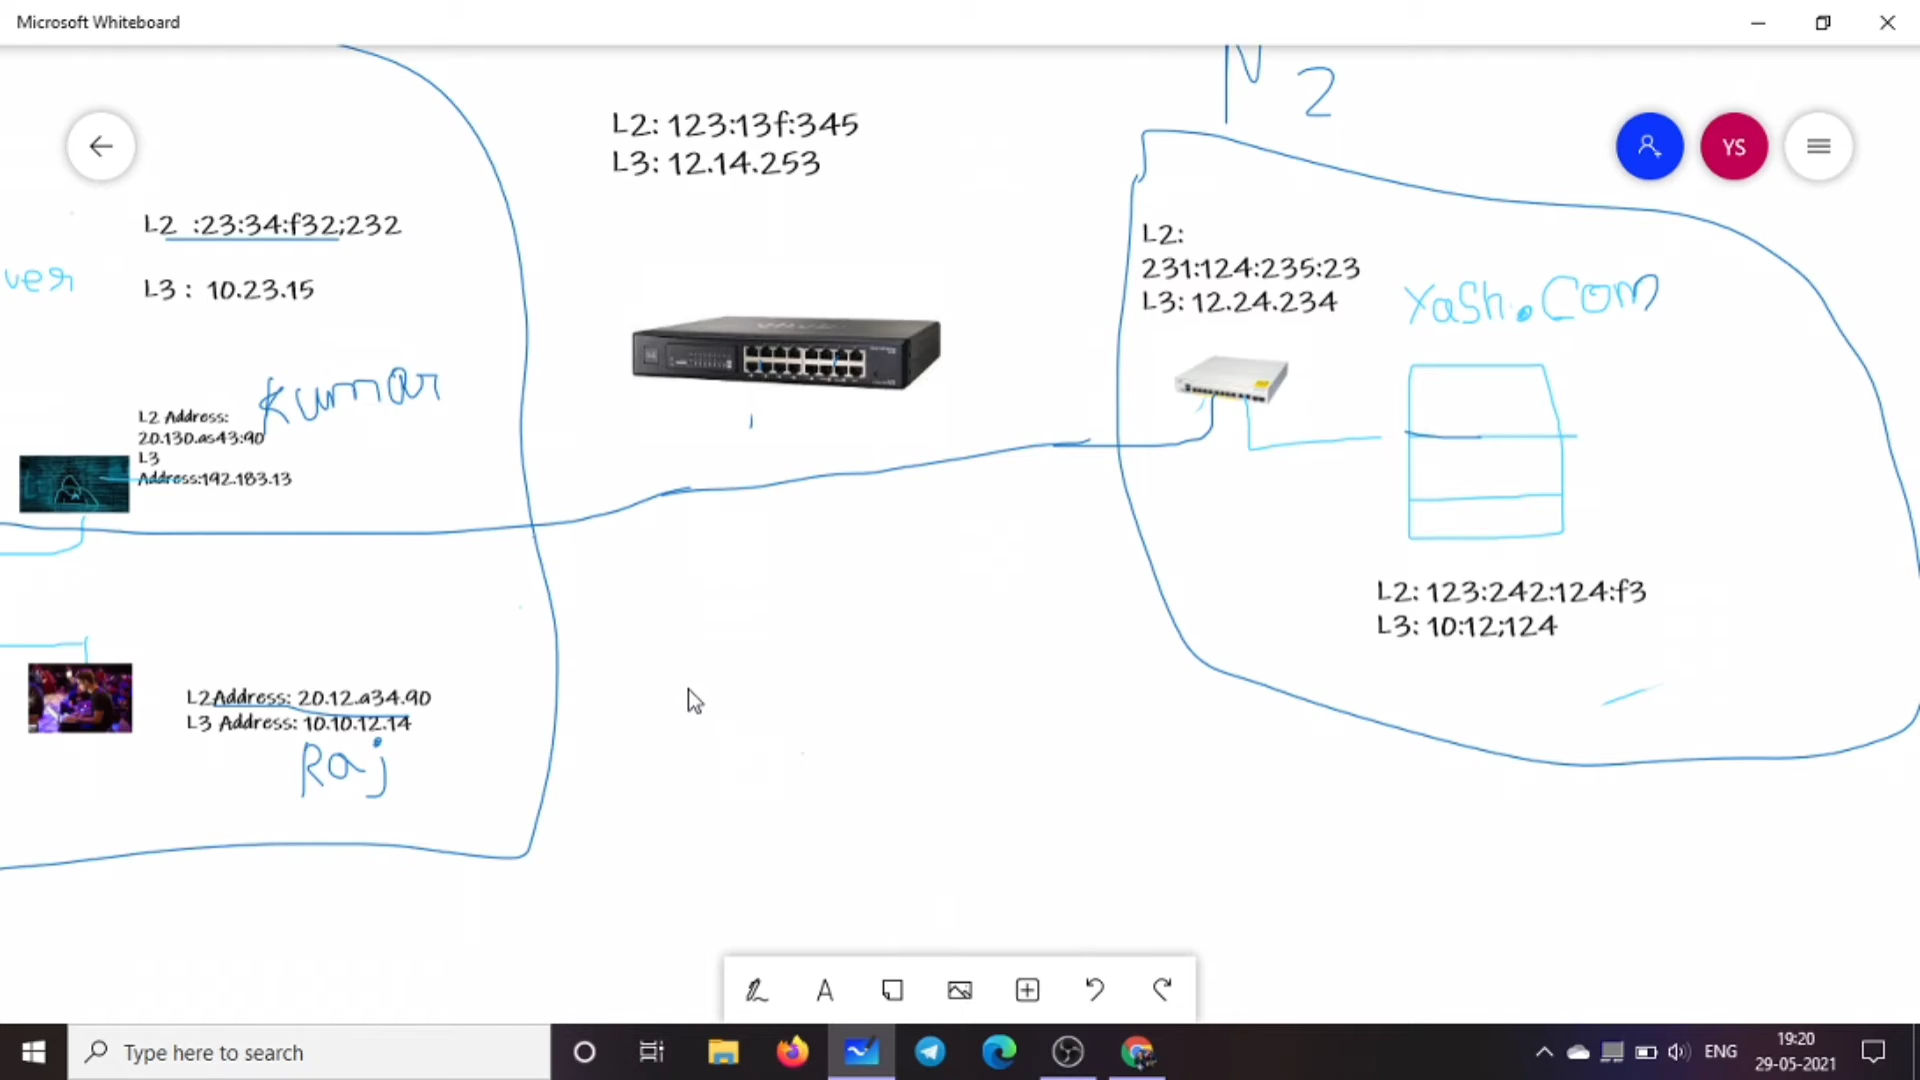 Microsoft Whiteboard
N
2
L2: 123:13f:345
L3: 12.14.253
YS
L2 :23:34:f32;232
L3 : 10.23.15
ver
L2:
231:124:235:23
L3: 12.24.234
Yash.Com
Kumar
L2 Address:
20.130.as43:90
L3
Address:192.183.13
L2: 123:242:124:f3
L3: 10:12;124
L2Address: 20.12.a34.90
L3 Address: 10.10.12.14
Raj
A
Type here to search
ENG
19:20
29-05-2021